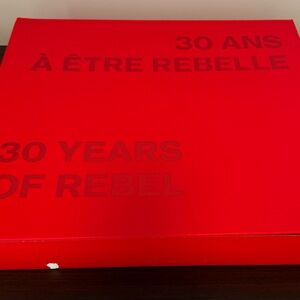 30 ANS
À ÊTRE REBELLE
30 YEARS
OF REBEL